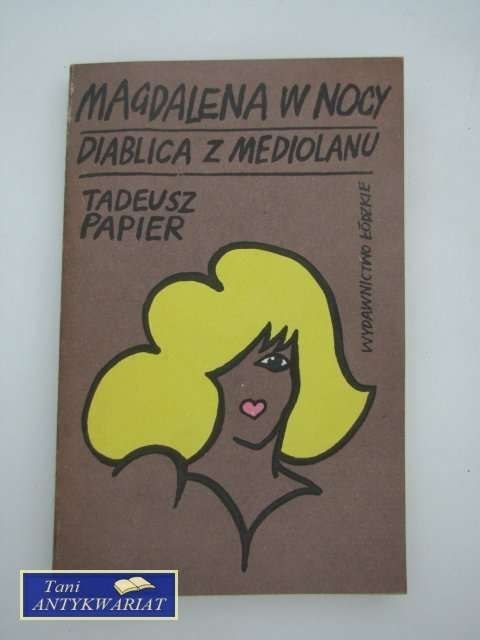 MAGDALENA W NOCY
DIABLICA Z MEDIOLANU
TADEUSZ
PAPIER
WYDAWNICTWO ŁÓDZKIE
Tani
ANTYKWARIAT